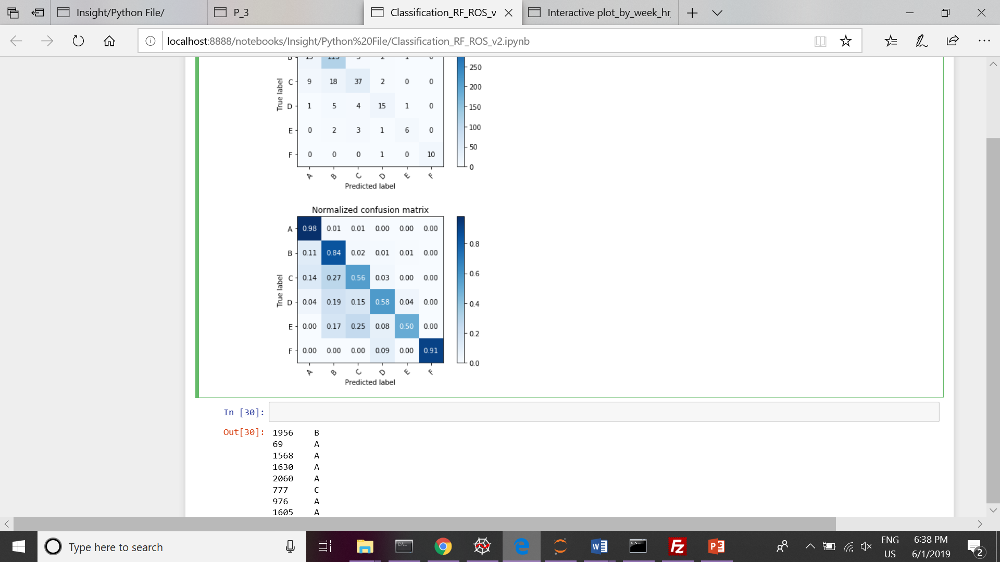 Insight/Python File/
P_3
Classification_RF_ROS_v
Interactive plot_by_week_hr
localhost:8888/notebooks/Insight/Python%20File/Classification_RF_ROS_v2.ipynb
250
C 9 18 37 2 0 0
200
True label
D 1 5 4 15 1 0
150
E 0 2 3 1 6 0
100
50
F 0 0 0 1 0 10
0
A B C D E F
Predicted label
Normalized confusion matrix
A 0.98 0.01 0.01 0.00 0.00 0.00
0.8
B 0.11 0.84 0.02 0.01 0.01 0.00
0.6
C 0.14 0.27 0.56 0.03 0.00 0.00
True label
D 0.04 0.19 0.15 0.58 0.04 0.00
0.4
E 0.00 0.17 0.25 0.08 0.50 0.00
0.2
F 0.00 0.00 0.00 0.09 0.00 0.91
0.0
A B C D E F
Predicted label
In [30]:
Out[30]: 1956 B
69 A
1568 A
1630 A
2060 A
777 C
976 A
1605 A
Type here to search
ENG
US
6:38 PM
6/1/2019
2